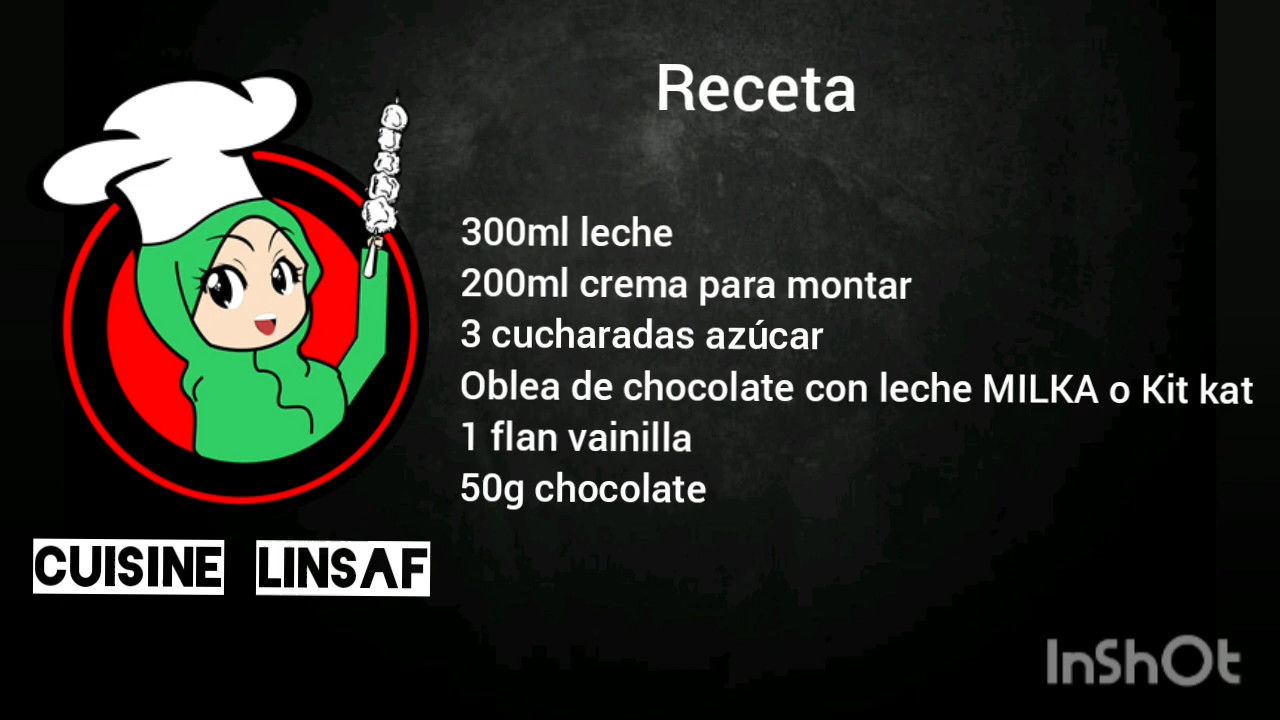 Receta
300ml leche
200ml crema para montar
3 cucharadas azúcar
Oblea de chocolate con leche MILKA o Kit kat
1 flan vainilla
50g chocolate
CUISINE LINSAF
InShOt